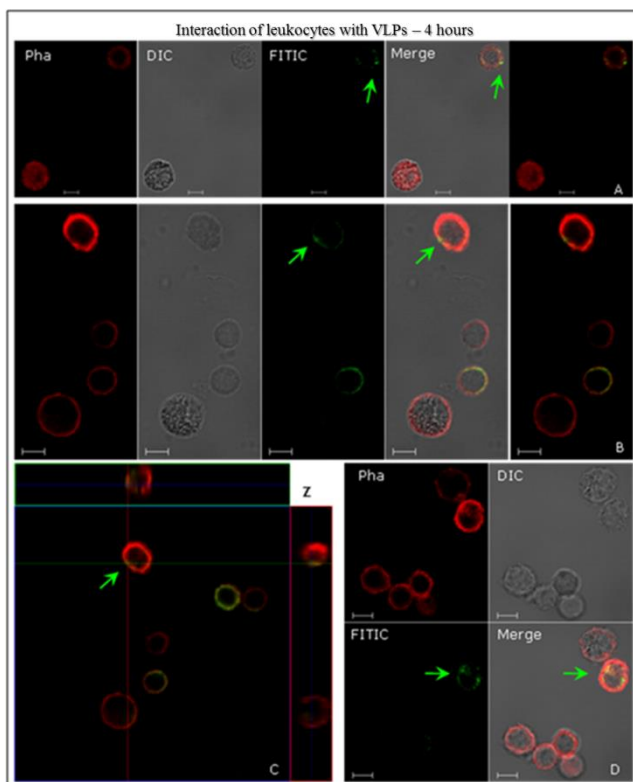 Interaction of leukocytes with VLPs – 4 hours
Pha DIC FITIC Merge
A
B
Z
C
Pha DIC
FITIC Merge
D